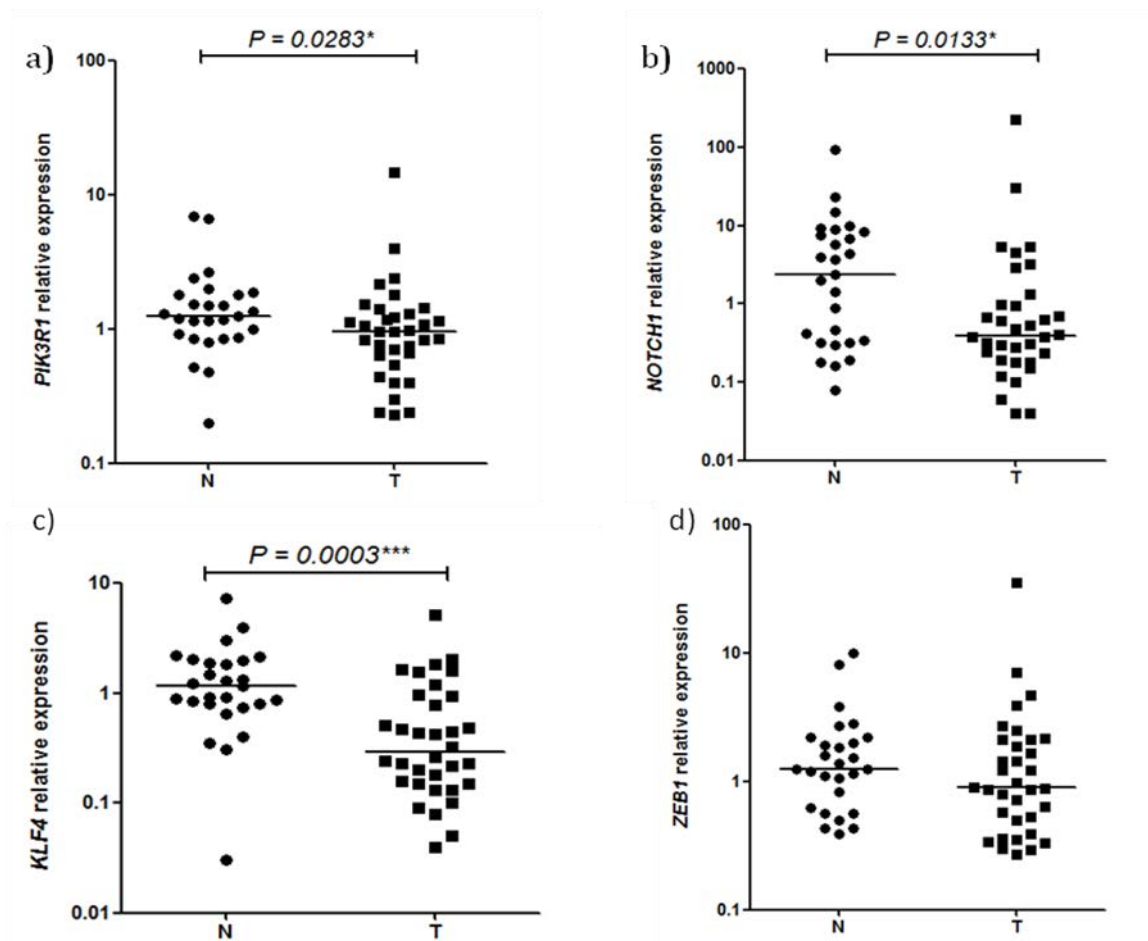 a)
P = 0.0283*
PIK3R1 relative expression
100
10
1
0.1
N T
b)
P = 0.0133*
NOTCH1 relative expression
1000
100
10
1
0.1
0.01
N T
c)
P = 0.0003***
KLF4 relative expression
10
1
0.1
0.01
N T
d)
ZEB1 relative expression
100
10
1
0.1
N T